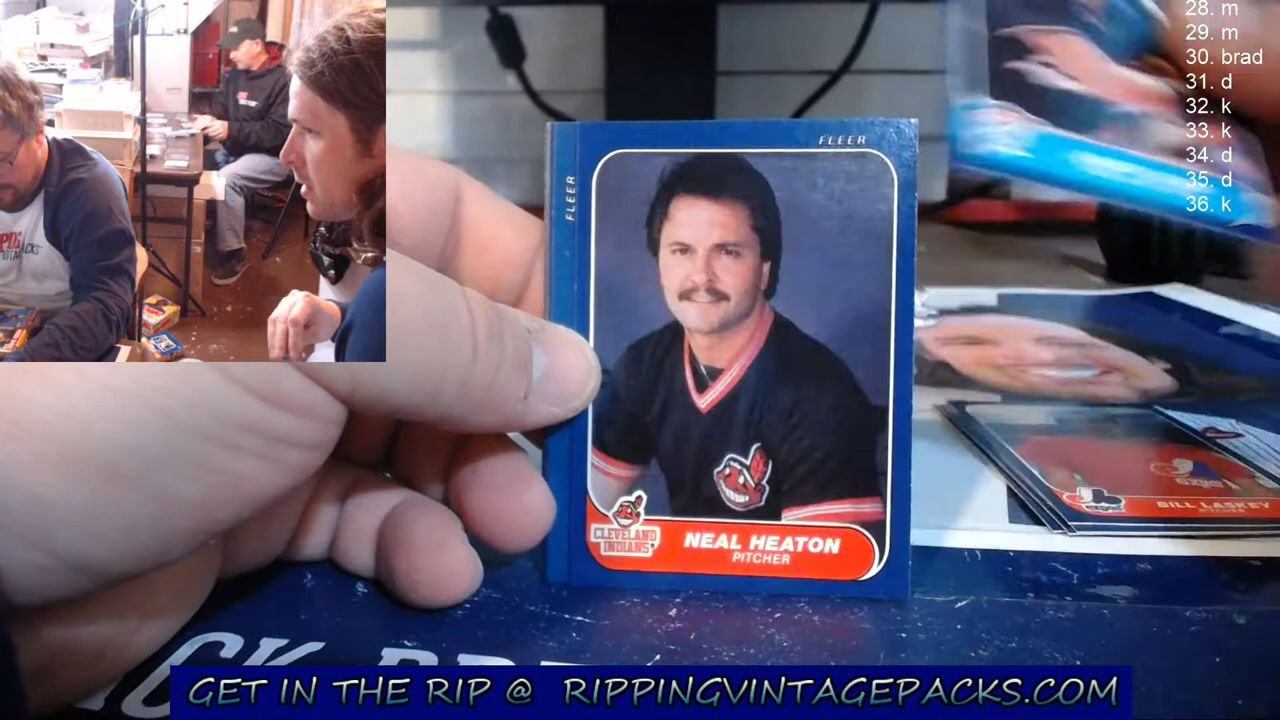 28. m
29. m
30. brad
31. d
32. k
33. k
34. d
35. d
36. k
FLEER
FLEER
CLEVELAND
INDIANS
NEAL HEATON
PITCHER
BILL LASKEY
PITCHER
GET IN THE RIP @ RIPPINGVINTAGEPACKS.COM